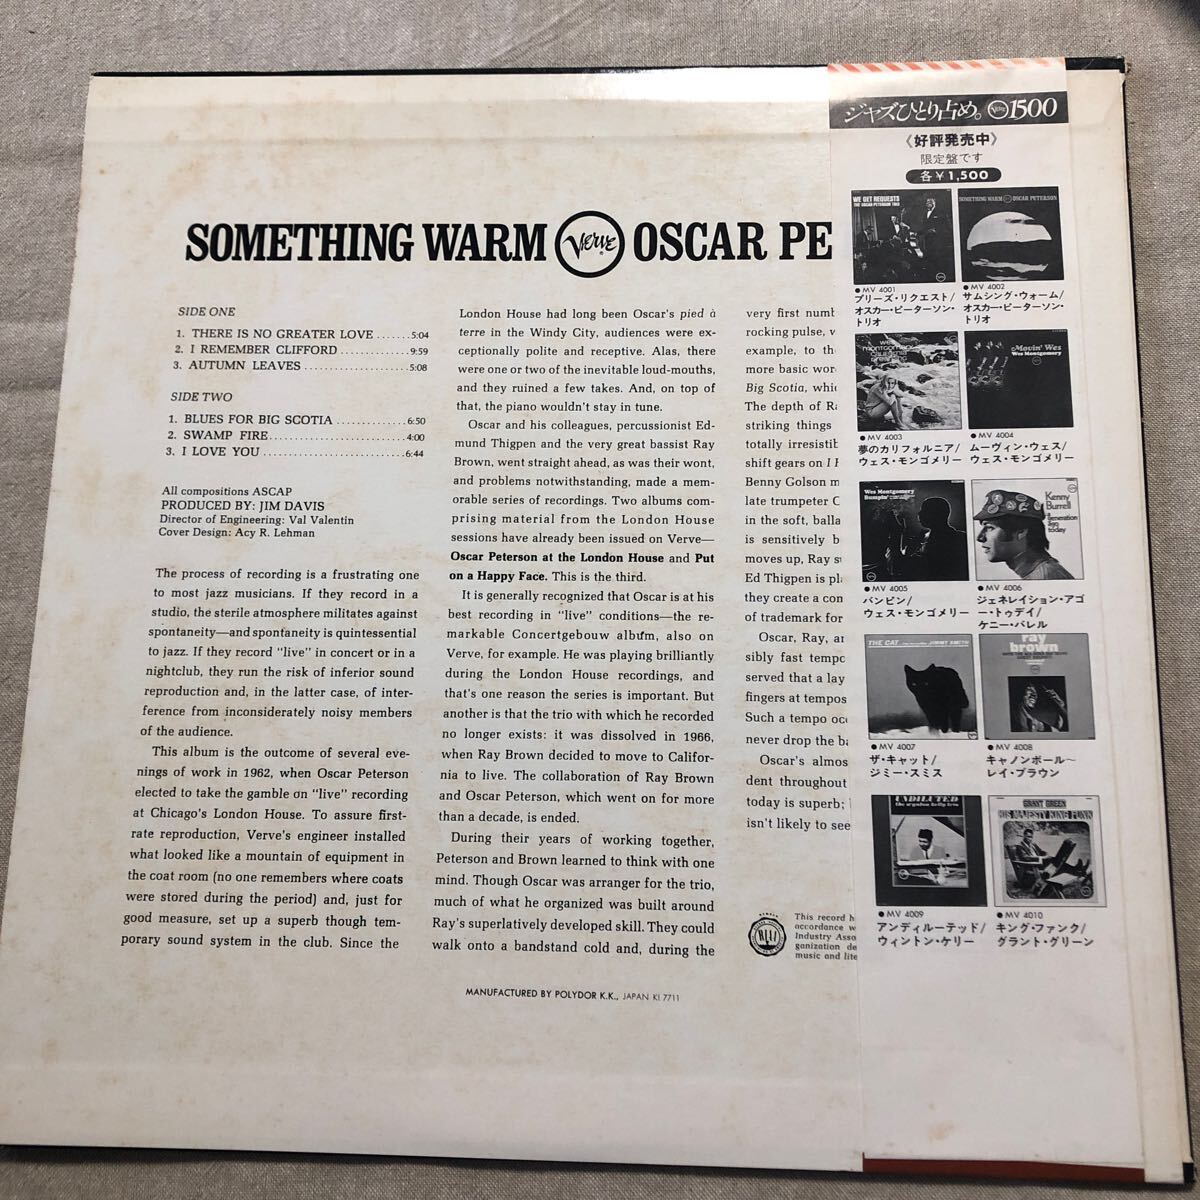 SOMETHING WARM Verve OSCAR PE
SIDE ONE
1. THERE IS NO GREATER LOVE .......5:04
2. I REMEMBER CLIFFORD ............9:59
3. AUTUMN LEAVES ..................5:08
SIDE TWO
1. BLUES FOR BIG SCOTIA ............6:50
2. SWAMP FIRE......................4:00
3. I LOVE YOU ......................6:44
All compositions ASCAP
PRODUCED BY: JIM DAVIS
Director of Engineering: Val Valentin
Cover Design: Acy R. Lehman
The process of recording is a frustrating one
to most jazz musicians. If they record in a
studio, the sterile atmosphere militates against
spontaneity—and spontaneity is quintessential
to jazz. If they record "live" in concert or in a
nightclub, they run the risk of inferior sound
reproduction and, in the latter case, of inter-
ference from inconsiderately noisy members
of the audience.
This album is the outcome of several eve-
nings of work in 1962, when Oscar Peterson
elected to take the gamble on "live" recording
at Chicago's London House. To assure first-
rate reproduction, Verve's engineer installed
what looked like a mountain of equipment in
the coat room (no one remembers where coats
were stored during the period) and, just for
good measure, set up a superb though tem-
porary sound system in the club. Since the
London House had long been Oscar's pied à
terre in the Windy City, audiences were ex-
ceptionally polite and receptive. Alas, there
were one or two of the inevitable loud-mouths,
and they ruined a few takes. And, on top of
that, the piano wouldn't stay in tune.
Oscar and his colleagues, percussionist Ed-
mund Thigpen and the very great bassist Ray
Brown, went straight ahead, as was their wont,
and problems notwithstanding, made a mem-
orable series of recordings. Two albums com-
prising material from the London House
sessions have already been issued on Verve—
Oscar Peterson at the London House and Put
on a Happy Face. This is the third.
It is generally recognized that Oscar is at his
best recording in "live" conditions—the re-
markable Concertgebouw album, also on
Verve, for example. He was playing brilliantly
during the London House recordings, and
that's one reason the series is important. But
another is that the trio with which he recorded
no longer exists: it was dissolved in 1966,
when Ray Brown decided to move to Califor-
nia to live. The collaboration of Ray Brown
and Oscar Peterson, which went on for more
than a decade, is ended.
During their years of working together,
Peterson and Brown learned to think with one
mind. Though Oscar was arranger for the trio,
much of what he organized was built around
Ray's superlatively developed skill. They could
walk onto a bandstand cold and, during the
very first numb
rocking pulse, w
example, to th
more basic wor
Big Scotia, whic
The depth of Ra
striking things
totally irresistib
shift gears on I R
Benny Golson m
late trumpeter C
in the soft, balla
is sensitively b
moves up, Ray s
Ed Thigpen is pl
they create a con
of trademark for
Oscar, Ray, an
sibly fast tempo
served that a lay
fingers at tempos
Such a tempo occ
never drop the ba
Oscar's almos
dent throughout
today is superb;
isn't likely to see
RIAA
This record h
accordance w
Industry Asso
ganization de
music and lite
MANUFACTURED BY POLYDOR K.K., JAPAN KI 7711
ジャズひとり占め。Verve 1500
《好評発売中》
限定盤です
各¥1,500
WE GET REQUESTS
THE OSCAR PETERSON TRIO
SOMETHING WARM OSCAR PETERSON
●MV 4001
プリーズ・リクエスト/
オスカー・ピーターソン・
トリオ
●MV 4002
サムシング・ウォーム/
オスカー・ピーターソン・
トリオ
wes montgomery california dreaming
Movin' Wes
Wes Montgomery
●MV 4003
夢のカリフォルニア/
ウェス・モンゴメリー
●MV 4004
ムーヴィン・ウェス/
ウェス・モンゴメリー
Wes Montgomery
Bumpin'
Kenny Burrell
a generation ago today
●MV 4005
バンピン/
ウェス・モンゴメリー
●MV 4006
ジェネレイション・アゴ
ー・トゥデイ/
ケニー・バレル
THE CAT JIMMY SMITH
ray brown
●MV 4007
ザ・キャット/
ジミー・スミス
●MV 4008
キャノンボール〜
レイ・ブラウン
UNDILUTED
the wynton kelly trio
GRANT GREEN
HIS MAJESTY KING FUNK
●MV 4009
アンディルーテッド/
ウィントン・ケリー
●MV 4010
キング・ファンク/
グラント・グリーン